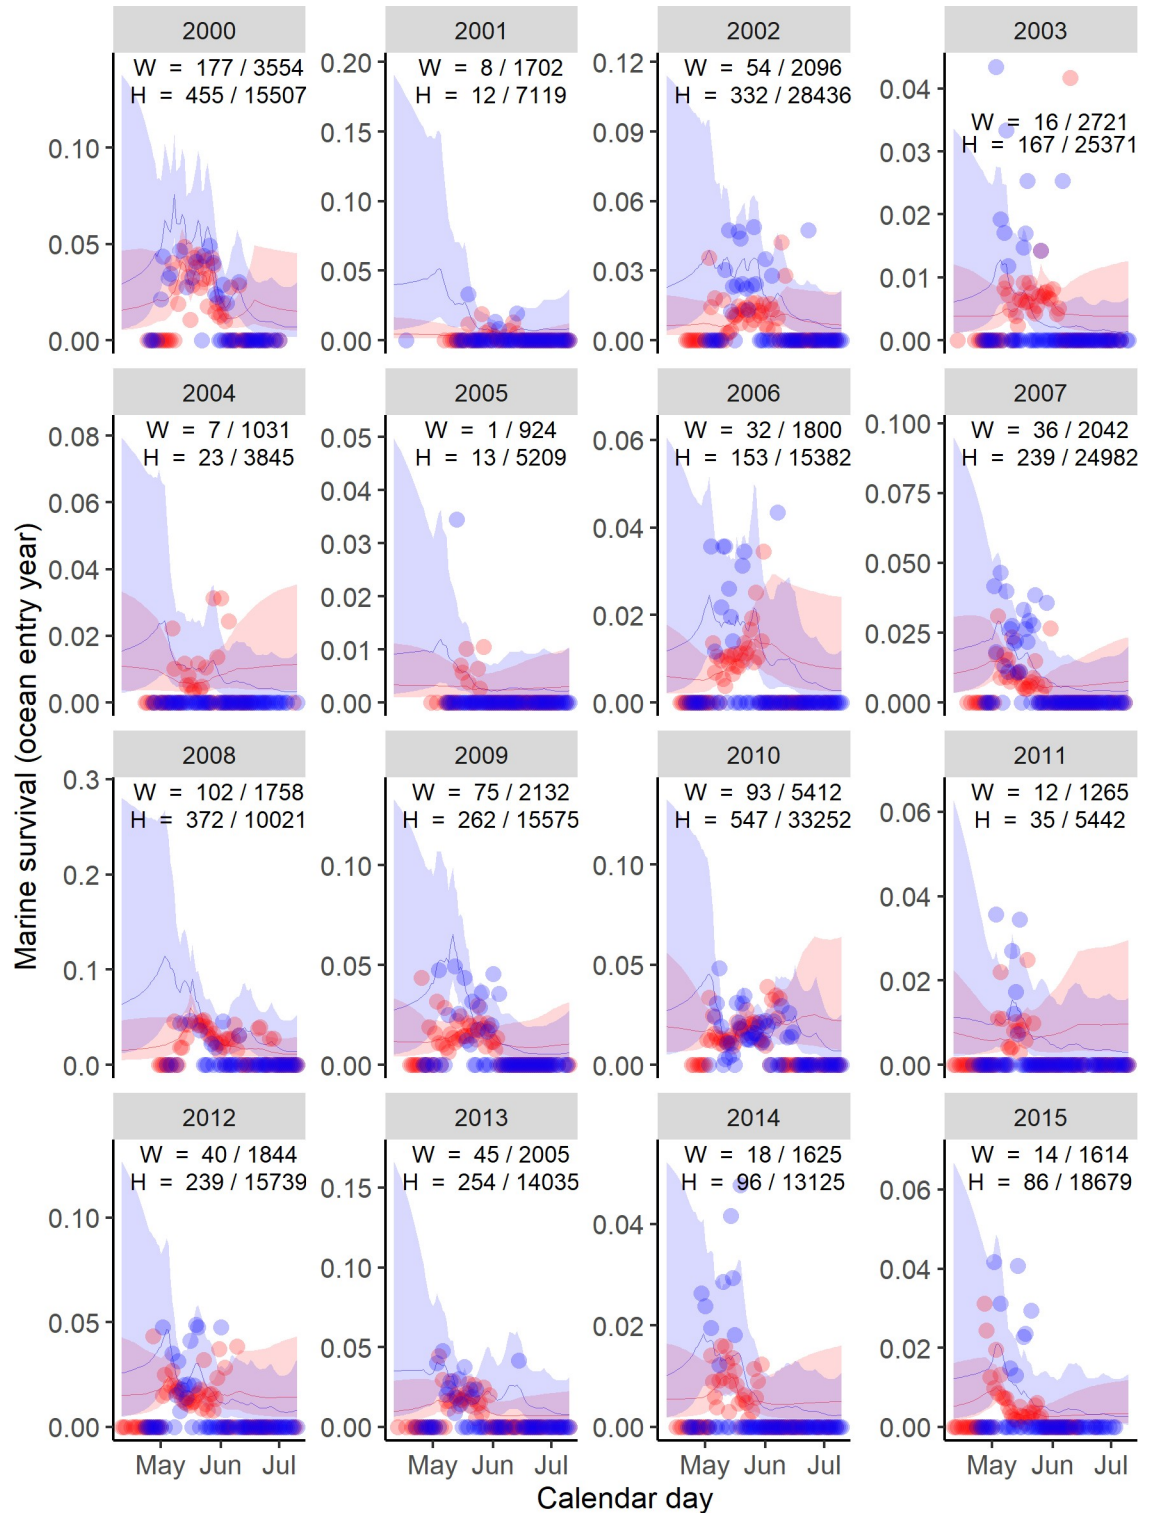 2000 2001 2002 2003
W = 177 / 3554 W = 8 / 1702 W = 54 / 2096 W = 16 / 2721
H = 455 / 15507 H = 12 / 7119 H = 332 / 28436 H = 167 / 25371
0.10 0.20 0.12 0.04
0.05 0.15 0.09 0.03
0.00 0.10 0.06 0.02
0.05 0.03 0.01
0.00 0.00 0.00
2004 2005 2006 2007
W = 7 / 1031 W = 1 / 924 W = 32 / 1800 W = 36 / 2042
H = 23 / 3845 H = 13 / 5209 H = 153 / 15382 H = 239 / 24982
0.08 0.05 0.06 0.100
0.06 0.04 0.04 0.075
0.04 0.03 0.02 0.050
0.02 0.02 0.00 0.025
0.00 0.01 0.000
0.00
Marine survival (ocean entry year)
2008 2009 2010 2011
W = 102 / 1758 W = 75 / 2132 W = 93 / 5412 W = 12 / 1265
H = 372 / 10021 H = 262 / 15575 H = 547 / 33252 H = 35 / 5442
0.3 0.10 0.10 0.06
0.2 0.05 0.05 0.04
0.1 0.00 0.00 0.02
0.0 0.00
2012 2013 2014 2015
W = 40 / 1844 W = 45 / 2005 W = 18 / 1625 W = 14 / 1614
H = 239 / 15739 H = 254 / 14035 H = 96 / 13125 H = 86 / 18679
0.10 0.15 0.04 0.06
0.05 0.10 0.02 0.04
0.00 0.05 0.00 0.02
0.00 0.00
May Jun Jul May Jun Jul May Jun Jul May Jun Jul
Calendar day